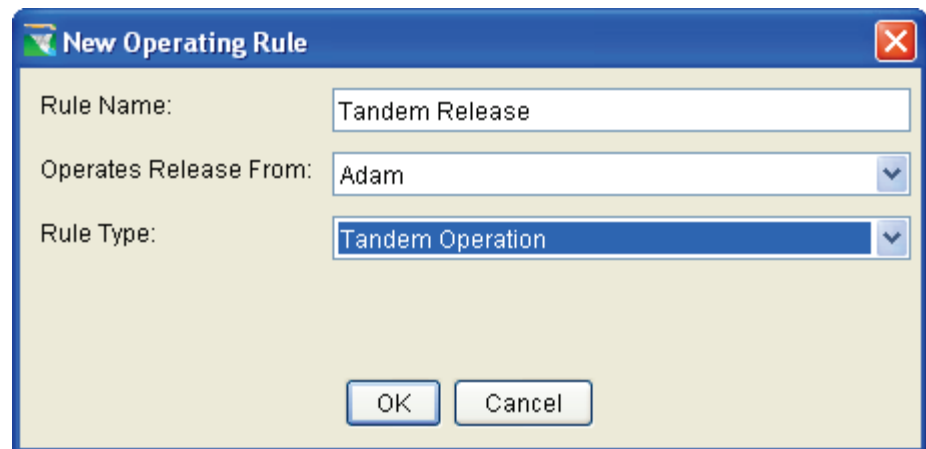 New Operating Rule
Rule Name: Tandem Release
Operates Release From: Adam
Rule Type: Tandem Operation
OK Cancel